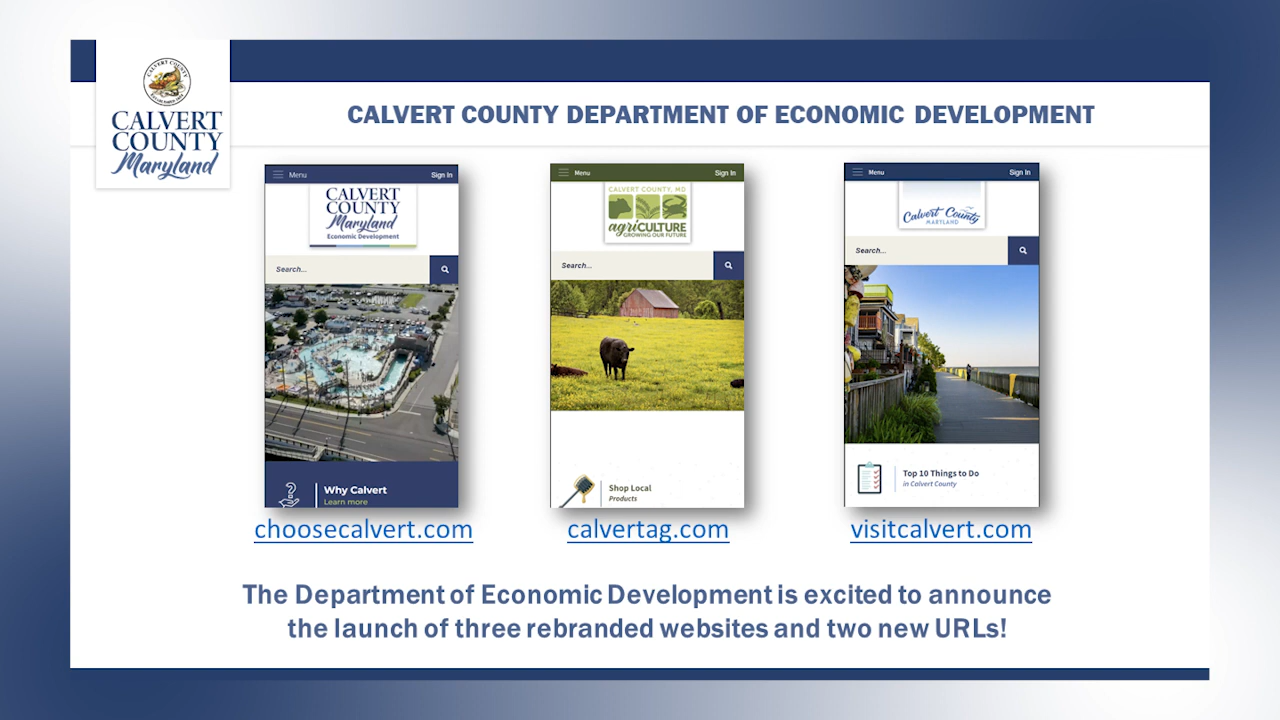 CALVERT COUNTY
ESTABLISHED 1654
CALVERT
COUNTY
Maryland
CALVERT COUNTY DEPARTMENT OF ECONOMIC DEVELOPMENT
Menu Sign In
CALVERT
COUNTY
Maryland
Economic Development
Search...
Why Calvert
Learn more
choosecalvert.com
Menu Sign In
CALVERT COUNTY, MD
agriCULTURE
GROWING OUR FUTURE
Search...
Shop Local
Products
calvertag.com
Menu Sign In
Calvert County
MARYLAND
Search...
Top 10 Things to Do
in Calvert County
visitcalvert.com
The Department of Economic Development is excited to announce
the launch of three rebranded websites and two new URLs!